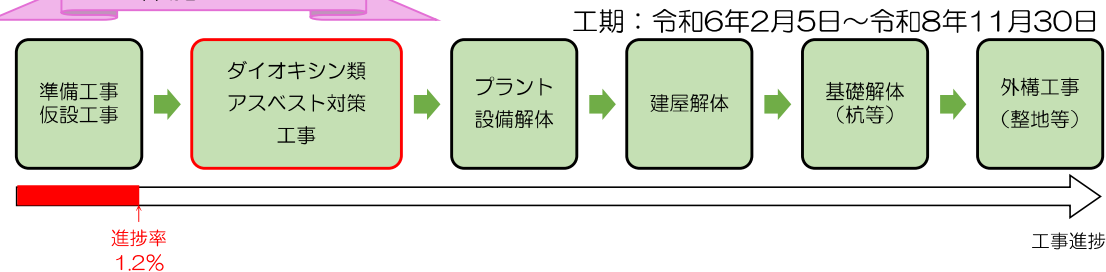 工期：令和6年2月5日～令和8年11月30日
準備工事
仮設工事
ダイオキシン類
アスベスト対策
工事
プラント
設備解体
建屋解体
基礎解体
（杭等）
外構工事
（整地等）
進捗率
1.2%
工事進捗